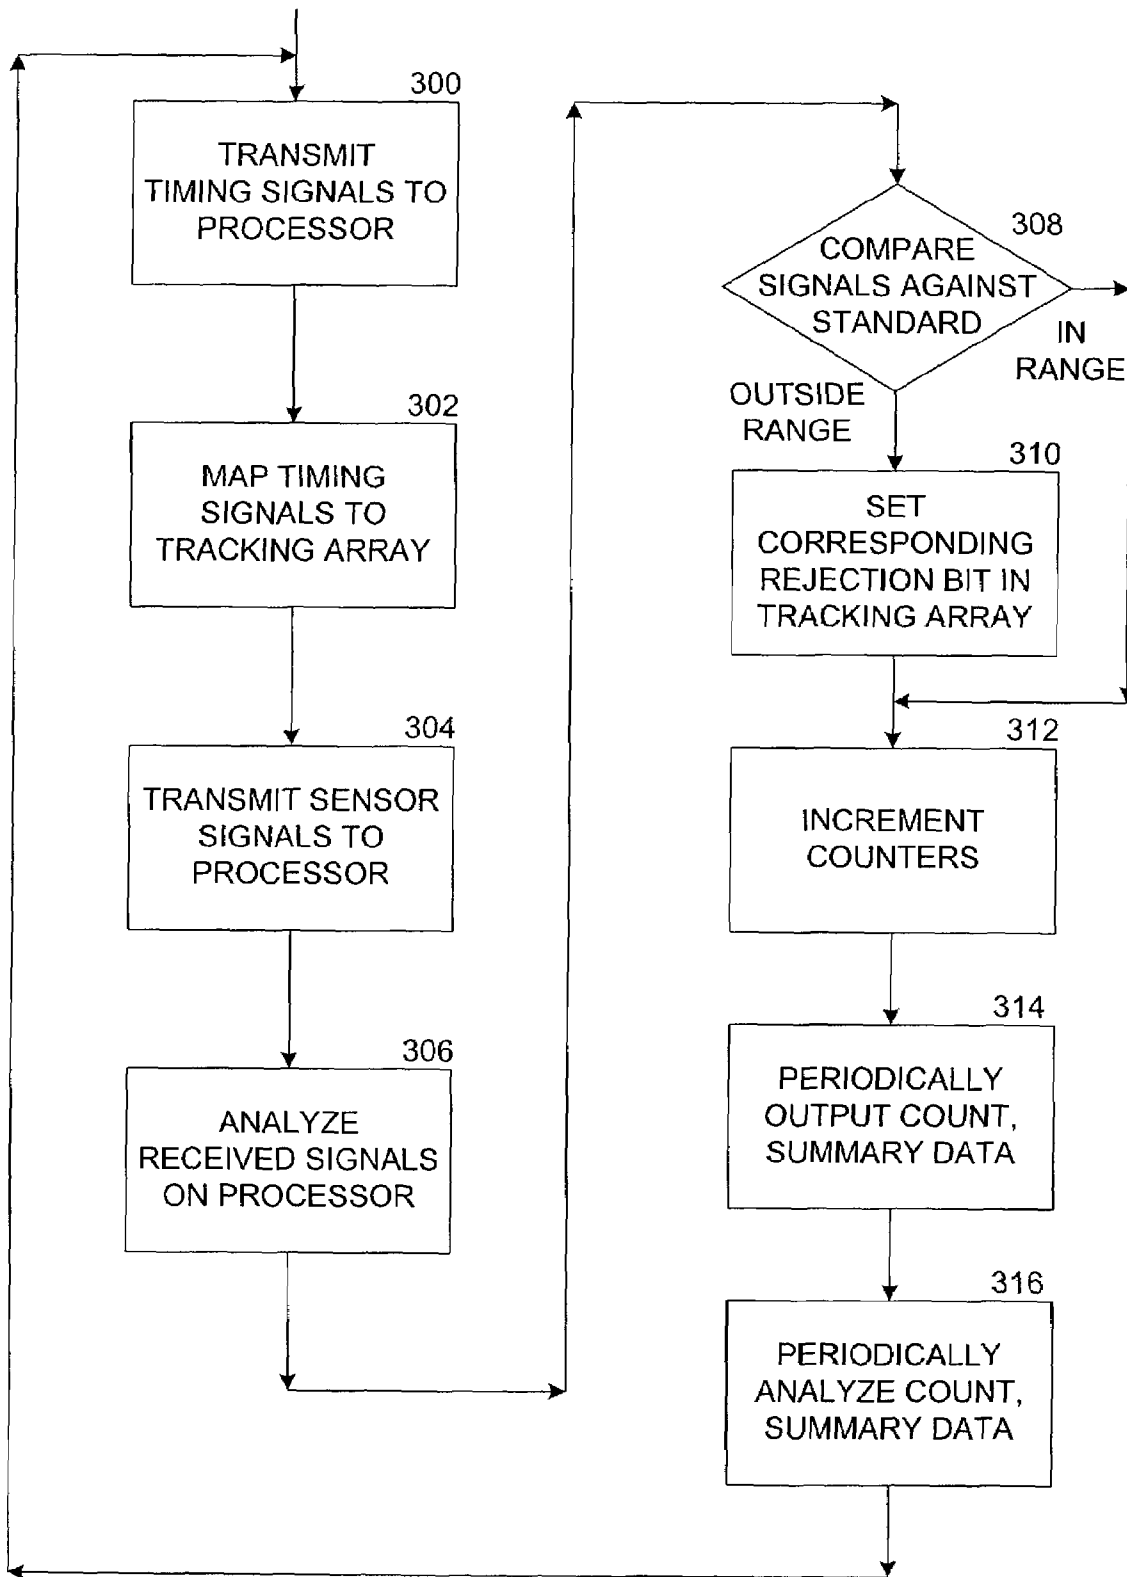 300
TRANSMIT
TIMING SIGNALS TO
PROCESSOR
302
MAP TIMING
SIGNALS TO
TRACKING ARRAY
304
TRANSMIT SENSOR
SIGNALS TO
PROCESSOR
306
ANALYZE
RECEIVED SIGNALS
ON PROCESSOR
308
COMPARE
SIGNALS AGAINST
STANDARD
IN
RANGE
OUTSIDE
RANGE
310
SET
CORRESPONDING
REJECTION BIT IN
TRACKING ARRAY
312
INCREMENT
COUNTERS
314
PERIODICALLY
OUTPUT COUNT,
SUMMARY DATA
316
PERIODICALLY
ANALYZE COUNT,
SUMMARY DATA